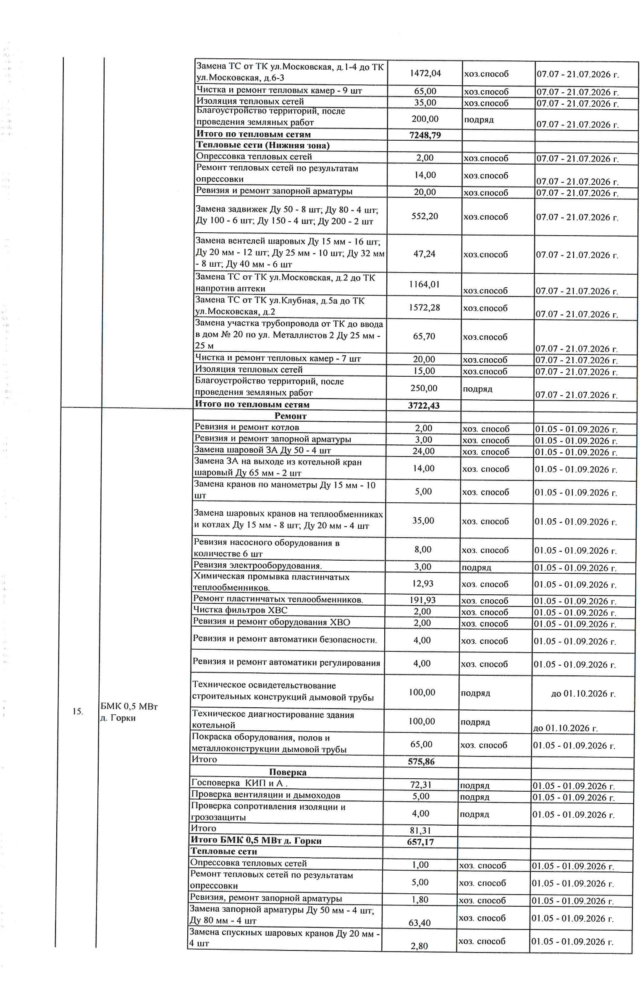 Замена ТС от ТК ул.Московская, д.1-4 до ТК
ул.Московская, д.6-3 1472,04 хоз.способ 07.07 - 21.07.2026 г.
Чистка и ремонт тепловых камер - 9 шт 65,00 хоз.способ 07.07 - 21.07.2026 г.
Изоляция тепловых сетей 35,00 хоз.способ 07.07 - 21.07.2026 г.
Благоустройство территорий, после
проведения земляных работ 200,00 подряд 07.07 - 21.07.2026 г.
Итого по тепловым сетям 7248,79
Тепловые сети (Нижняя зона)
Опрессовка тепловых сетей 2,00 хоз.способ 07.07 - 21.07.2026 г.
Ремонт тепловых сетей по результатам
опрессовки 14,00 хоз.способ 07.07 - 21.07.2026 г.
Ревизия и ремонт запорной арматуры 20,00 хоз.способ 07.07 - 21.07.2026 г.
Замена задвижек Ду 50 - 8 шт; Ду 80 - 4 шт;
Ду 100 - 6 шт; Ду 150 - 4 шт; Ду 200 - 2 шт 552,20 хоз.способ 07.07 - 21.07.2026 г.
Замена вентелей шаровых Ду 15 мм - 16 шт;
Ду 20 мм - 12 шт; Ду 25 мм - 10 шт; Ду 32 мм 47,24 хоз.способ 07.07 - 21.07.2026 г.
- 8 шт; Ду 40 мм - 6 шт
Замена ТС от ТК ул.Московская, д.2 до ТК
напротив аптеки 1164,01 хоз.способ 07.07 - 21.07.2026 г.
Замена ТС от ТК ул.Клубная, д.5а до ТК
ул.Московская, д.2 1572,28 хоз.способ 07.07 - 21.07.2026 г.
Замена участка трубопровода от ТК до ввода
в дом № 20 по ул. Металлистов 2 Ду 25 мм - 65,70 хоз.способ
25 м 07.07 - 21.07.2026 г.
Чистка и ремонт тепловых камер - 7 шт 20,00 хоз.способ 07.07 - 21.07.2026 г.
Изоляция тепловых сетей 15,00 хоз.способ 07.07 - 21.07.2026 г.
Благоустройство территорий, после
проведения земляных работ 250,00 подряд 07.07 - 21.07.2026 г.
Итого по тепловым сетям 3722,43
Ремонт
Ревизия и ремонт котлов 2,00 хоз. способ 01.05 - 01.09.2026 г.
Ревизия и ремонт запорной арматуры 3,00 хоз. способ 01.05 - 01.09.2026 г.
Замена шаровой ЗА Ду 50 - 4 шт 24,00 хоз. способ 01.05 - 01.09.2026 г.
Замена ЗА на выходе из котельной кран
шаровый Ду 65 мм - 2 шт 14,00 хоз. способ 01.05 - 01.09.2026 г.
Замена кранов по манометры Ду 15 мм - 10
шт 5,00 хоз. способ 01.05 - 01.09.2026 г.
Замена шаровых кранов на теплообменниках
и котлах Ду 15 мм - 8 шт; Ду 20 мм - 4 шт 35,00 хоз. способ 01.05 - 01.09.2026 г.
Ревизия насосного оборудования в
количестве 6 шт 8,00 хоз. способ 01.05 - 01.09.2026 г.
Ревизия электрооборудования. 3,00 подряд 01.05 - 01.09.2026 г.
Химическая промывка пластинчатых
теплообменников. 12,93 хоз. способ 01.05 - 01.09.2026 г.
Ремонт пластинчатых теплообменников. 191,93 хоз. способ 01.05 - 01.09.2026 г.
Чистка фильтров ХВС 2,00 хоз. способ 01.05 - 01.09.2026 г.
Ревизия и ремонт оборудования ХВО 2,00 хоз. способ 01.05 - 01.09.2026 г.
Ревизия и ремонт автоматики безопасности. 4,00 хоз. способ 01.05 - 01.09.2026 г.
Ревизия и ремонт автоматики регулирования 4,00 хоз. способ 01.05 - 01.09.2026 г.
Техническое освидетельствование
строительных конструкций дымовой трубы 100,00 подряд до 01.10.2026 г.
15. БМК 0,5 МВт
д. Горки
Техническое диагностирование здания
котельной 100,00 подряд до 01.10.2026 г.
Покраска оборудования, полов и
металлоконструкции дымовой трубы 65,00 хоз. способ 01.05 - 01.09.2026 г.
Итого 575,86
Поверка
Госповерка КИП и А . 72,31 подряд 01.05 - 01.09.2026 г.
Проверка вентиляции и дымоходов 5,00 подряд 01.05 - 01.09.2026 г.
Проверка сопротивления изоляции и
грозозащиты 4,00 подряд 01.05 - 01.09.2026 г.
Итого 81,31
Итого БМК 0,5 МВт д. Горки 657,17
Тепловые сети
Опрессовка тепловых сетей 1,00 хоз. способ 01.05 - 01.09.2026 г.
Ремонт тепловых сетей по результатам
опрессовки 5,00 хоз. способ 01.05 - 01.09.2026 г.
Ревизия, ремонт запорной арматуры 1,80 хоз. способ 01.05 - 01.09.2026 г.
Замена запорной арматуры Ду 50 мм - 4 шт;
Ду 80 мм - 4 шт 63,40 хоз. способ 01.05 - 01.09.2026 г.
Замена спускных шаровых кранов Ду 20 мм -
4 шт 2,80 хоз. способ 01.05 - 01.09.2026 г.